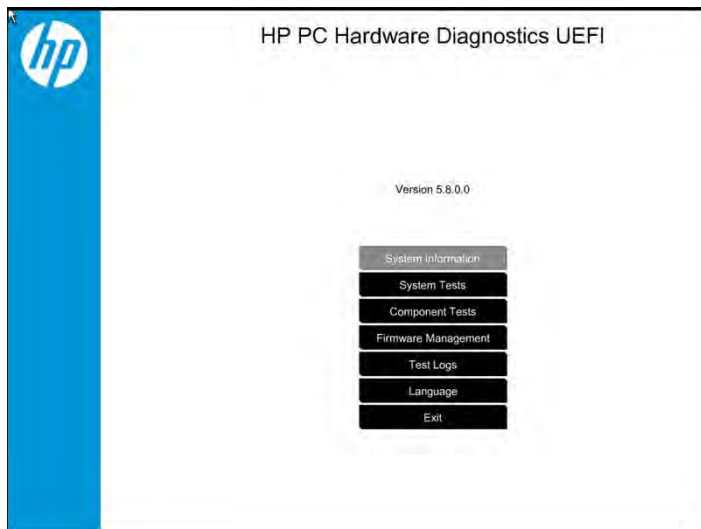 hp
HP PC Hardware Diagnostics UEFI
Version 5.8.0.0
System Information
System Tests
Component Tests
Firmware Management
Test Logs
Language
Exit